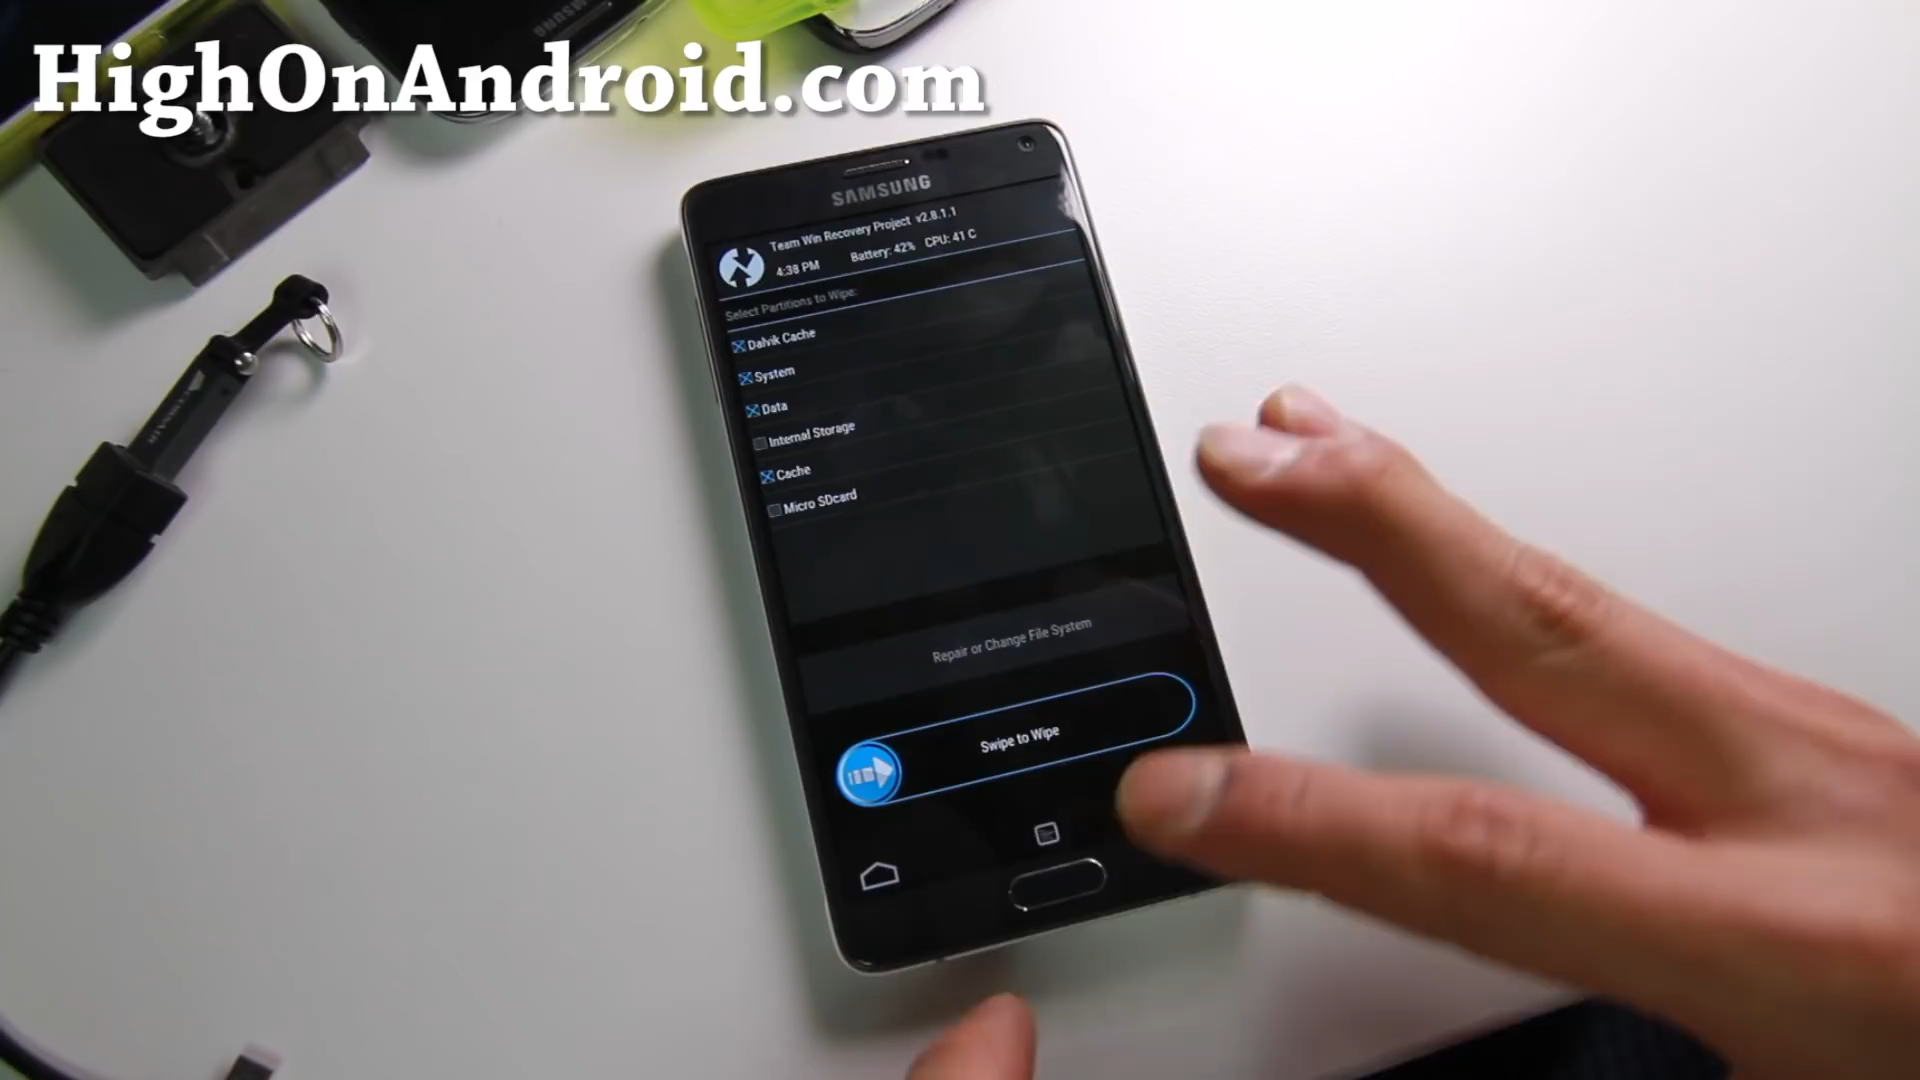 HighOnAndroid.com
SAMSUNG
SAMSUNG
Team Win Recovery Project v2.8.1.1
4:38 PM Battery: 42% CPU: 41 C
Select Partitions to Wipe:
Dalvik Cache
System
Data
Internal Storage
Cache
Micro SDcard
Repair or Change File System
Swipe to Wipe
CORSAIR